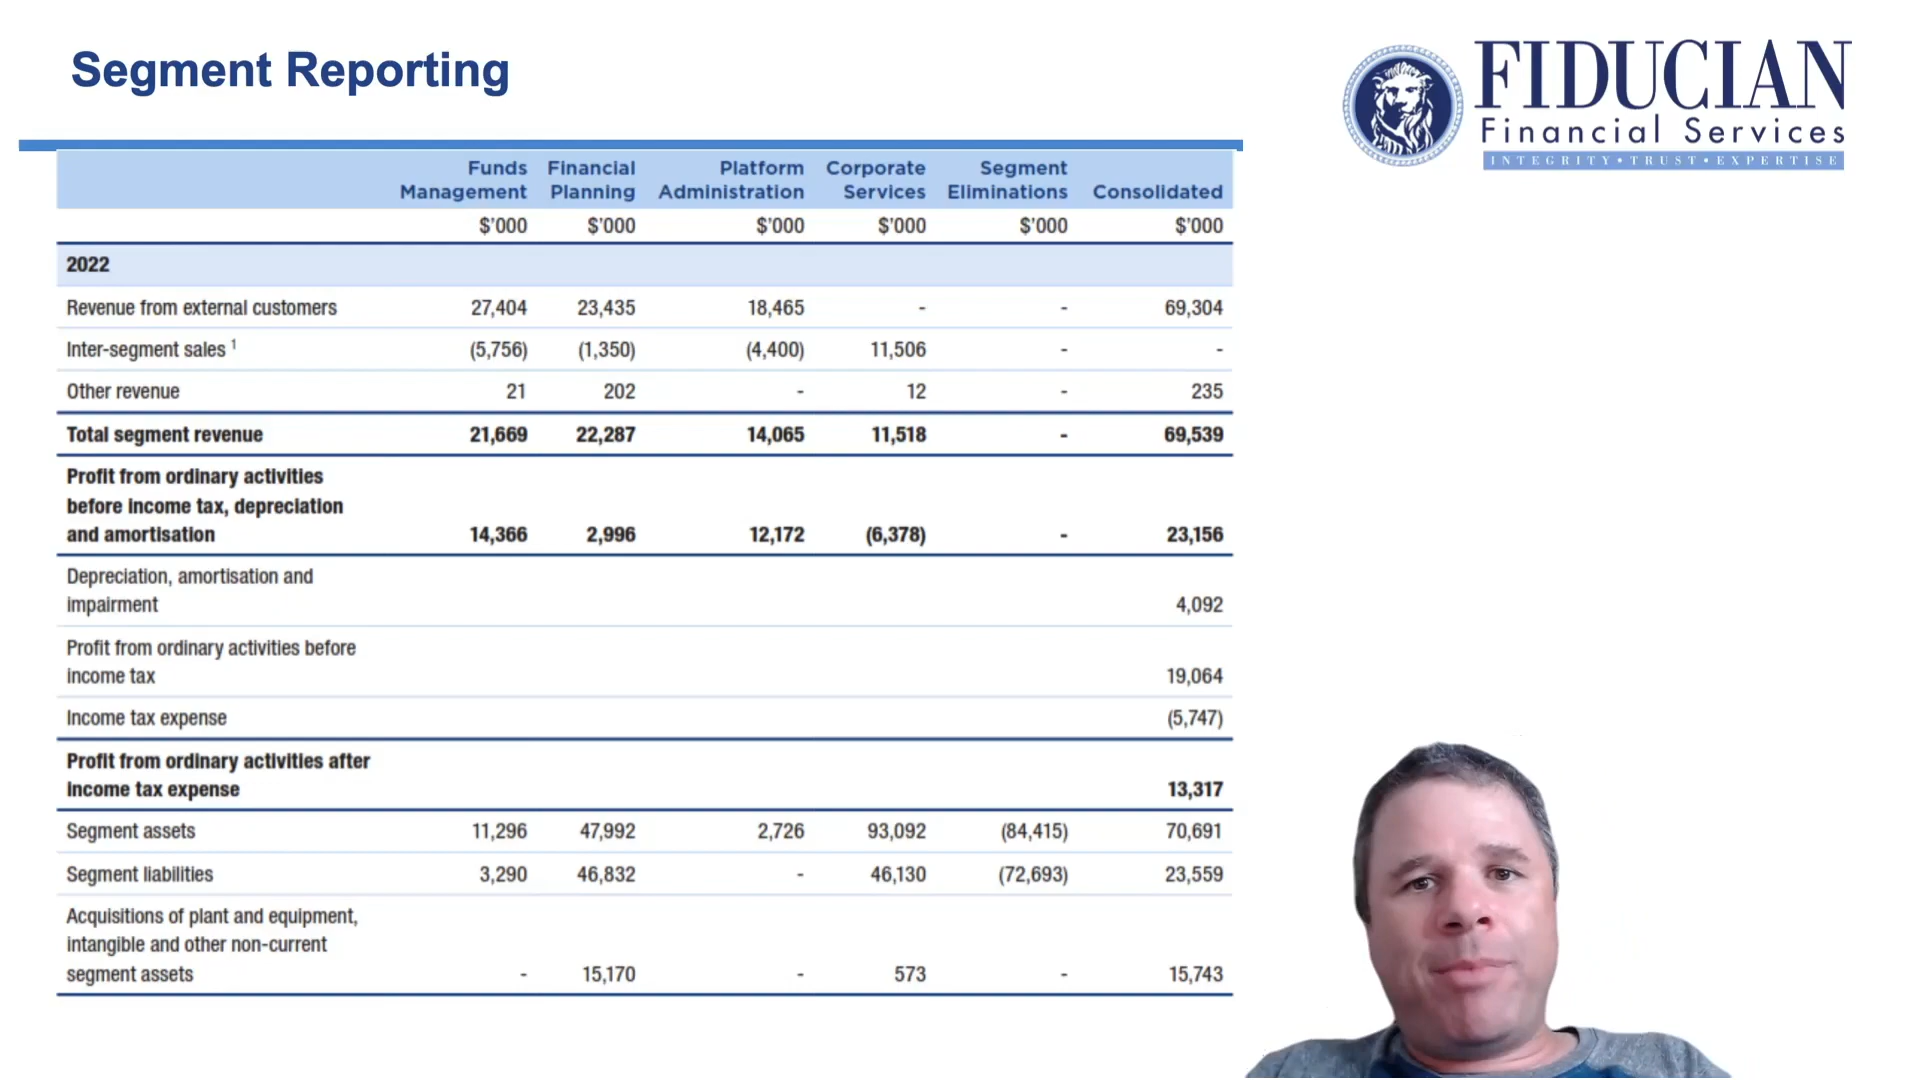 Segment Reporting
FIDUCIAN
Financial Services
INTEGRITY • TRUST • EXPERTISE
Funds Management Financial Planning Platform Administration Corporate Services Segment Eliminations Consolidated
$'000 $'000 $'000 $'000 $'000 $'000
2022
Revenue from external customers 27,404 23,435 18,465 - - 69,304
Inter-segment sales 1 (5,756) (1,350) (4,400) 11,506 - -
Other revenue 21 202 - 12 - 235
Total segment revenue 21,669 22,287 14,065 11,518 - 69,539
Profit from ordinary activities
before income tax, depreciation
and amortisation 14,366 2,996 12,172 (6,378) - 23,156
Depreciation, amortisation and
impairment 4,092
Profit from ordinary activities before
income tax 19,064
Income tax expense (5,747)
Profit from ordinary activities after
income tax expense 13,317
Segment assets 11,296 47,992 2,726 93,092 (84,415) 70,691
Segment liabilities 3,290 46,832 - 46,130 (72,693) 23,559
Acquisitions of plant and equipment,
intangible and other non-current
segment assets - 15,170 - 573 - 15,743